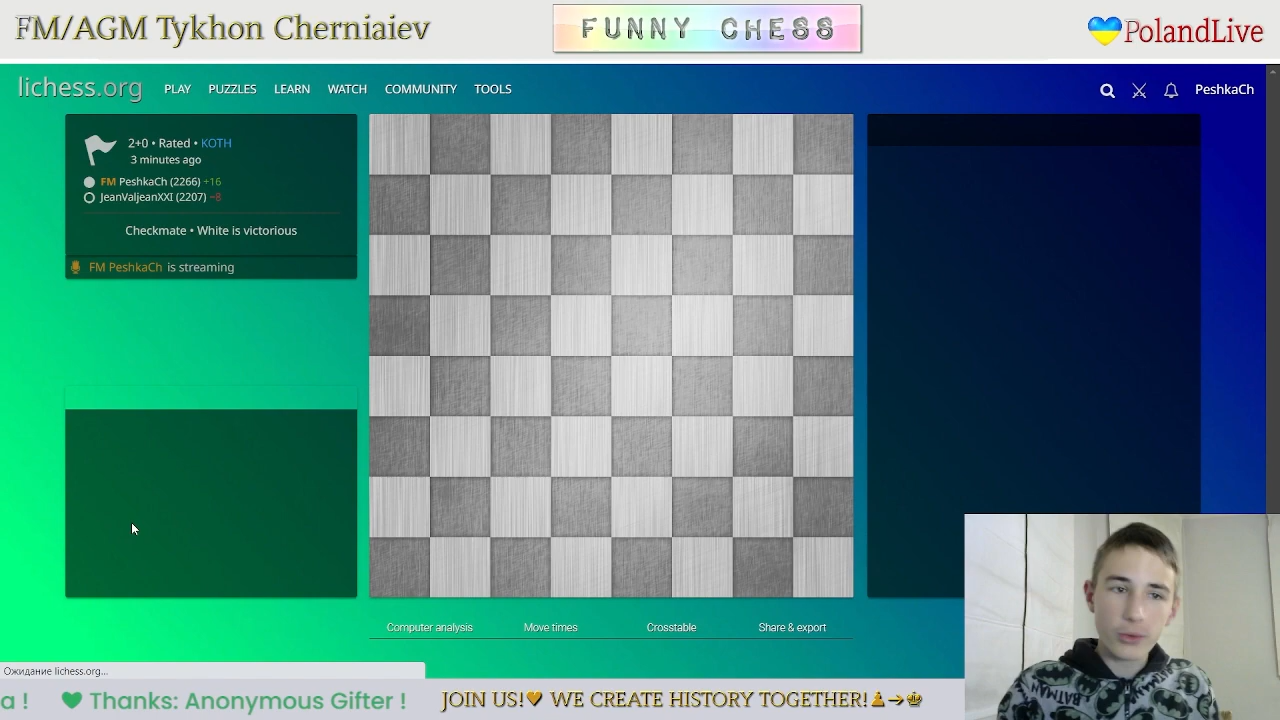 FM/AGM Tykhon Cherniaiev
FUNNY CHESS
PolandLive
lichess.org PLAY PUZZLES LEARN WATCH COMMUNITY TOOLS PeshkaCh
2+0 • Rated • KOTH
3 minutes ago
FM PeshkaCh (2266) +16
JeanValjeanXXI (2207) −8
Checkmate • White is victorious
FM PeshkaCh is streaming
Computer analysis Move times Crosstable Share & export
Ожидание lichess.org...
a ! 💚 Thanks: Anonymous Gifter !
JOIN US!🧡 WE CREATE HISTORY TOGETHER!♟→♚
BATMAN